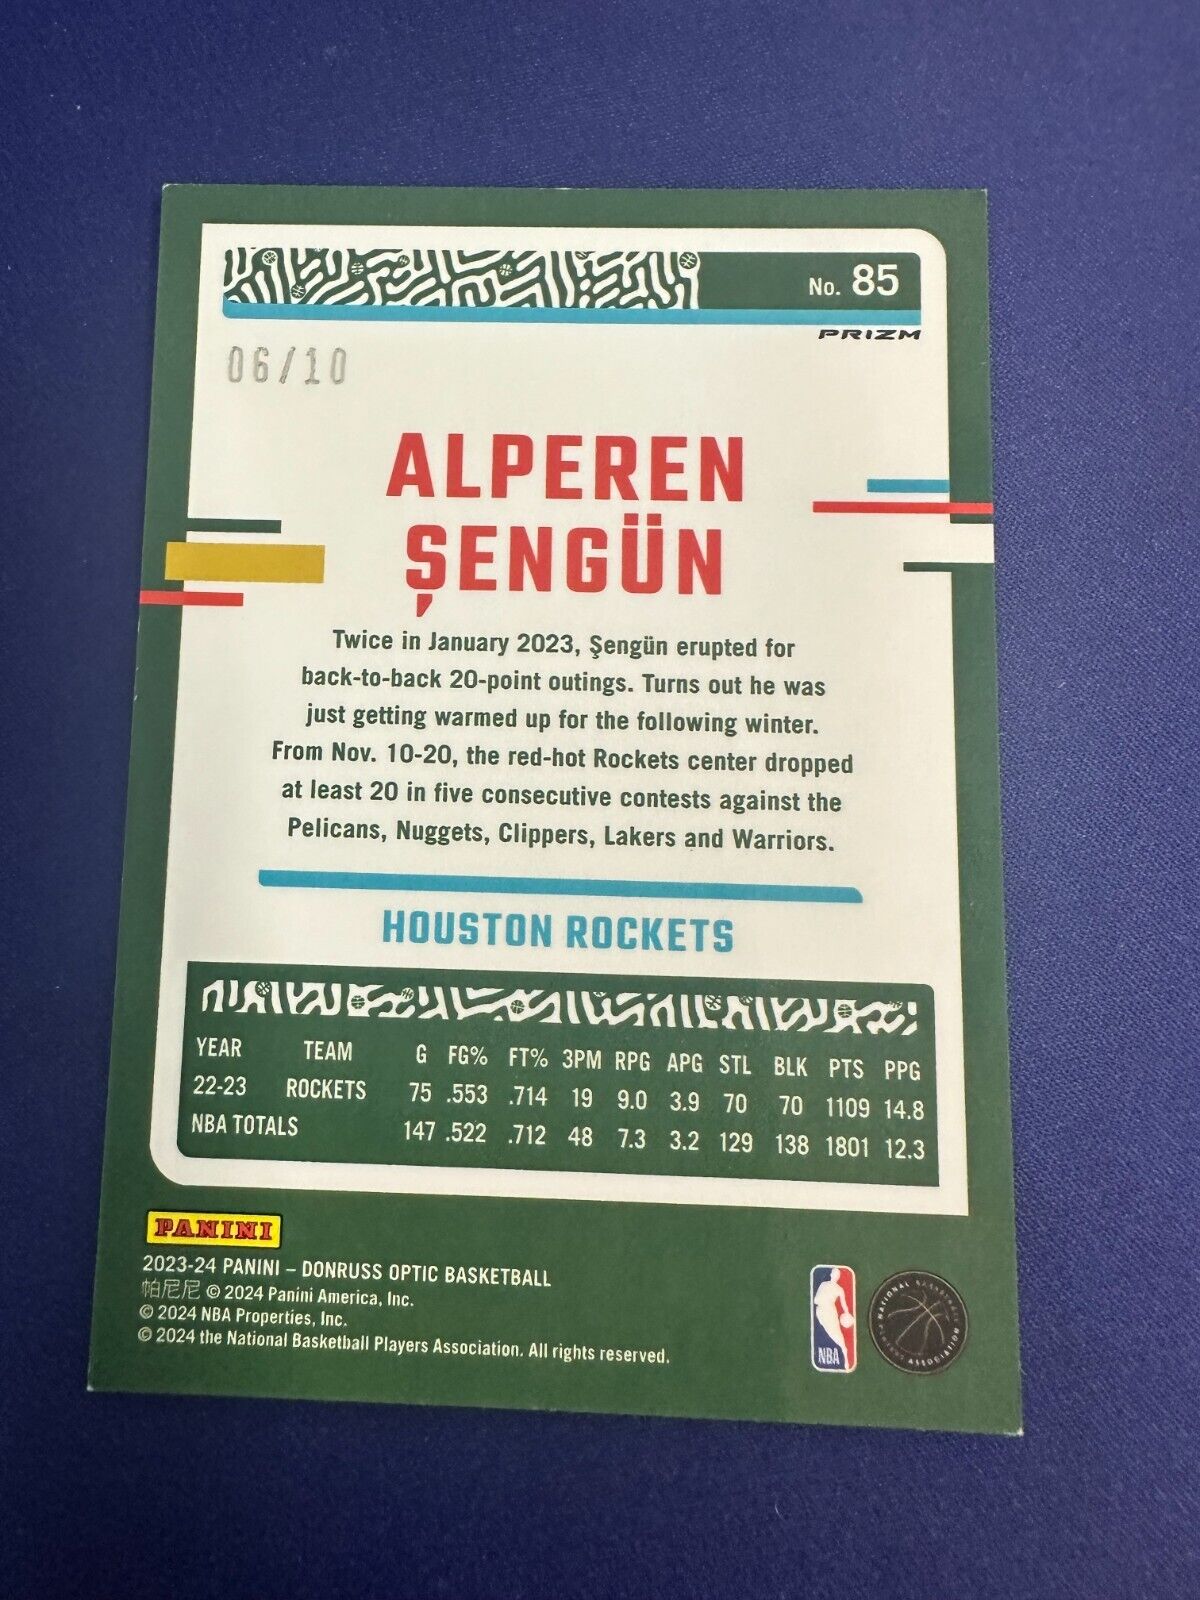 No. 85
PRIZM
06/10
ALPEREN
ŞENGÜN
Twice in January 2023, Şengün erupted for
back-to-back 20-point outings. Turns out he was
just getting warmed up for the following winter.
From Nov. 10-20, the red-hot Rockets center dropped
at least 20 in five consecutive contests against the
Pelicans, Nuggets, Clippers, Lakers and Warriors.
HOUSTON ROCKETS
YEAR TEAM G FG% FT% 3PM RPG APG STL BLK PTS PPG
22-23 ROCKETS 75 .553 .714 19 9.0 3.9 70 70 1109 14.8
NBA TOTALS 147 .522 .712 48 7.3 3.2 129 138 1801 12.3
PANINI
2023-24 PANINI – DONRUSS OPTIC BASKETBALL
帕尼尼 © 2024 Panini America, Inc.
© 2024 NBA Properties, Inc.
© 2024 the National Basketball Players Association. All rights reserved.
NBA
NATIONAL BASKETBALL PLAYERS ASSOCIATION